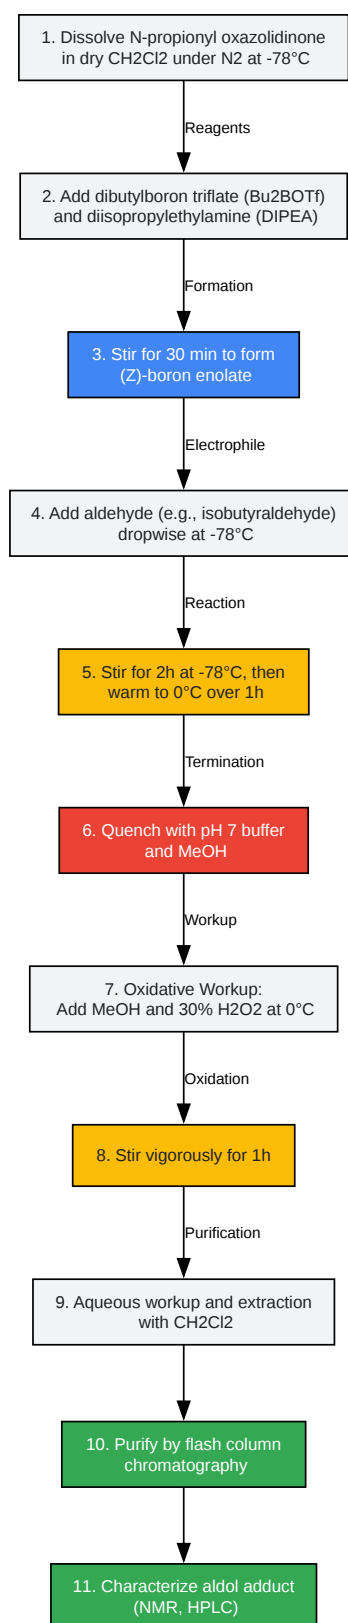 1. Dissolve N-propionyl oxazolidinone
in dry CH2Cl2 under N2 at -78°C
Reagents
2. Add dibutylboron triflate (Bu2BOTf)
and diisopropylethylamine (DIPEA)
Formation
3. Stir for 30 min to form
(Z)-boron enolate
Electrophile
4. Add aldehyde (e.g., isobutyraldehyde)
dropwise at -78°C
Reaction
5. Stir for 2h at -78°C, then
warm to 0°C over 1h
Termination
6. Quench with pH 7 buffer
and MeOH
Workup
7. Oxidative Workup:
Add MeOH and 30% H2O2 at 0°C
Oxidation
8. Stir vigorously for 1h
Purification
9. Aqueous workup and extraction
with CH2Cl2
10. Purify by flash column
chromatography
11. Characterize aldol adduct
(NMR, HPLC)